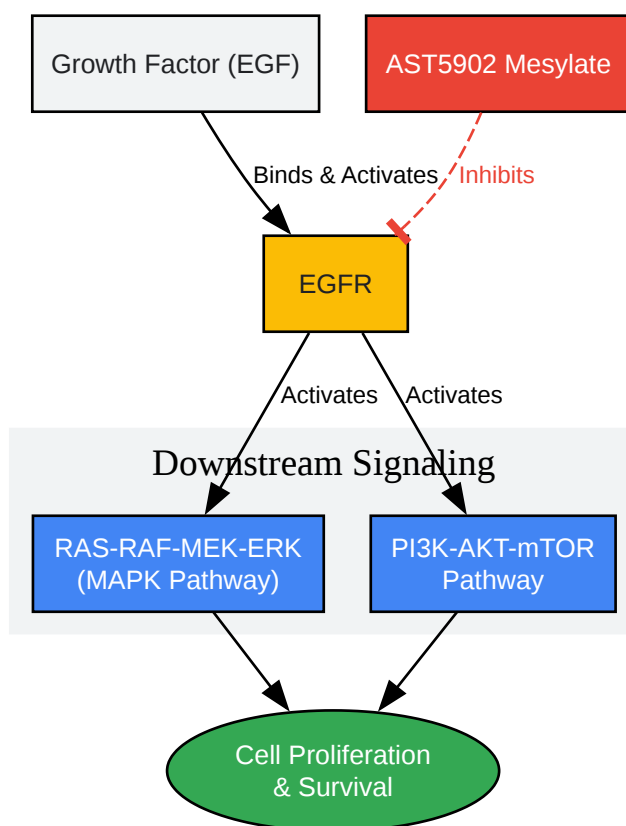 Growth Factor (EGF)
AST5902 Mesylate
Binds & Activates
Inhibits
EGFR
Activates
Activates
Downstream Signaling
RAS-RAF-MEK-ERK
(MAPK Pathway)
PI3K-AKT-mTOR
Pathway
Cell Proliferation
& Survival